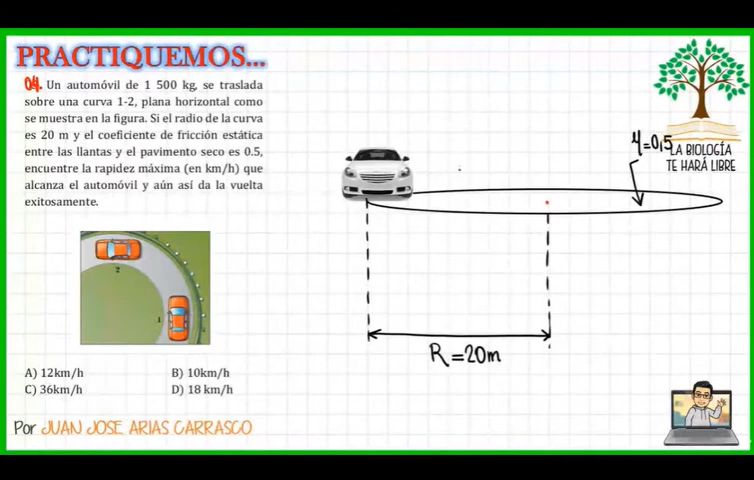 PRACTIQUEMOS...
04. Un automóvil de 1 500 kg, se traslada
sobre una curva 1-2, plana horizontal como
se muestra en la figura. Si el radio de la curva
es 20 m y el coeficiente de fricción estática
entre las llantas y el pavimento seco es 0.5,
encuentre la rapidez máxima (en km/h) que
alcanza el automóvil y aún así da la vuelta
exitosamente.
2
1
A) 12km/h
B) 10km/h
C) 36km/h
D) 18 km/h
Por JUAN JOSE ARIAS CARRASCO
μ=0,5
LA BIOLOGÍA
TE HARÁ LIBRE
R=20m